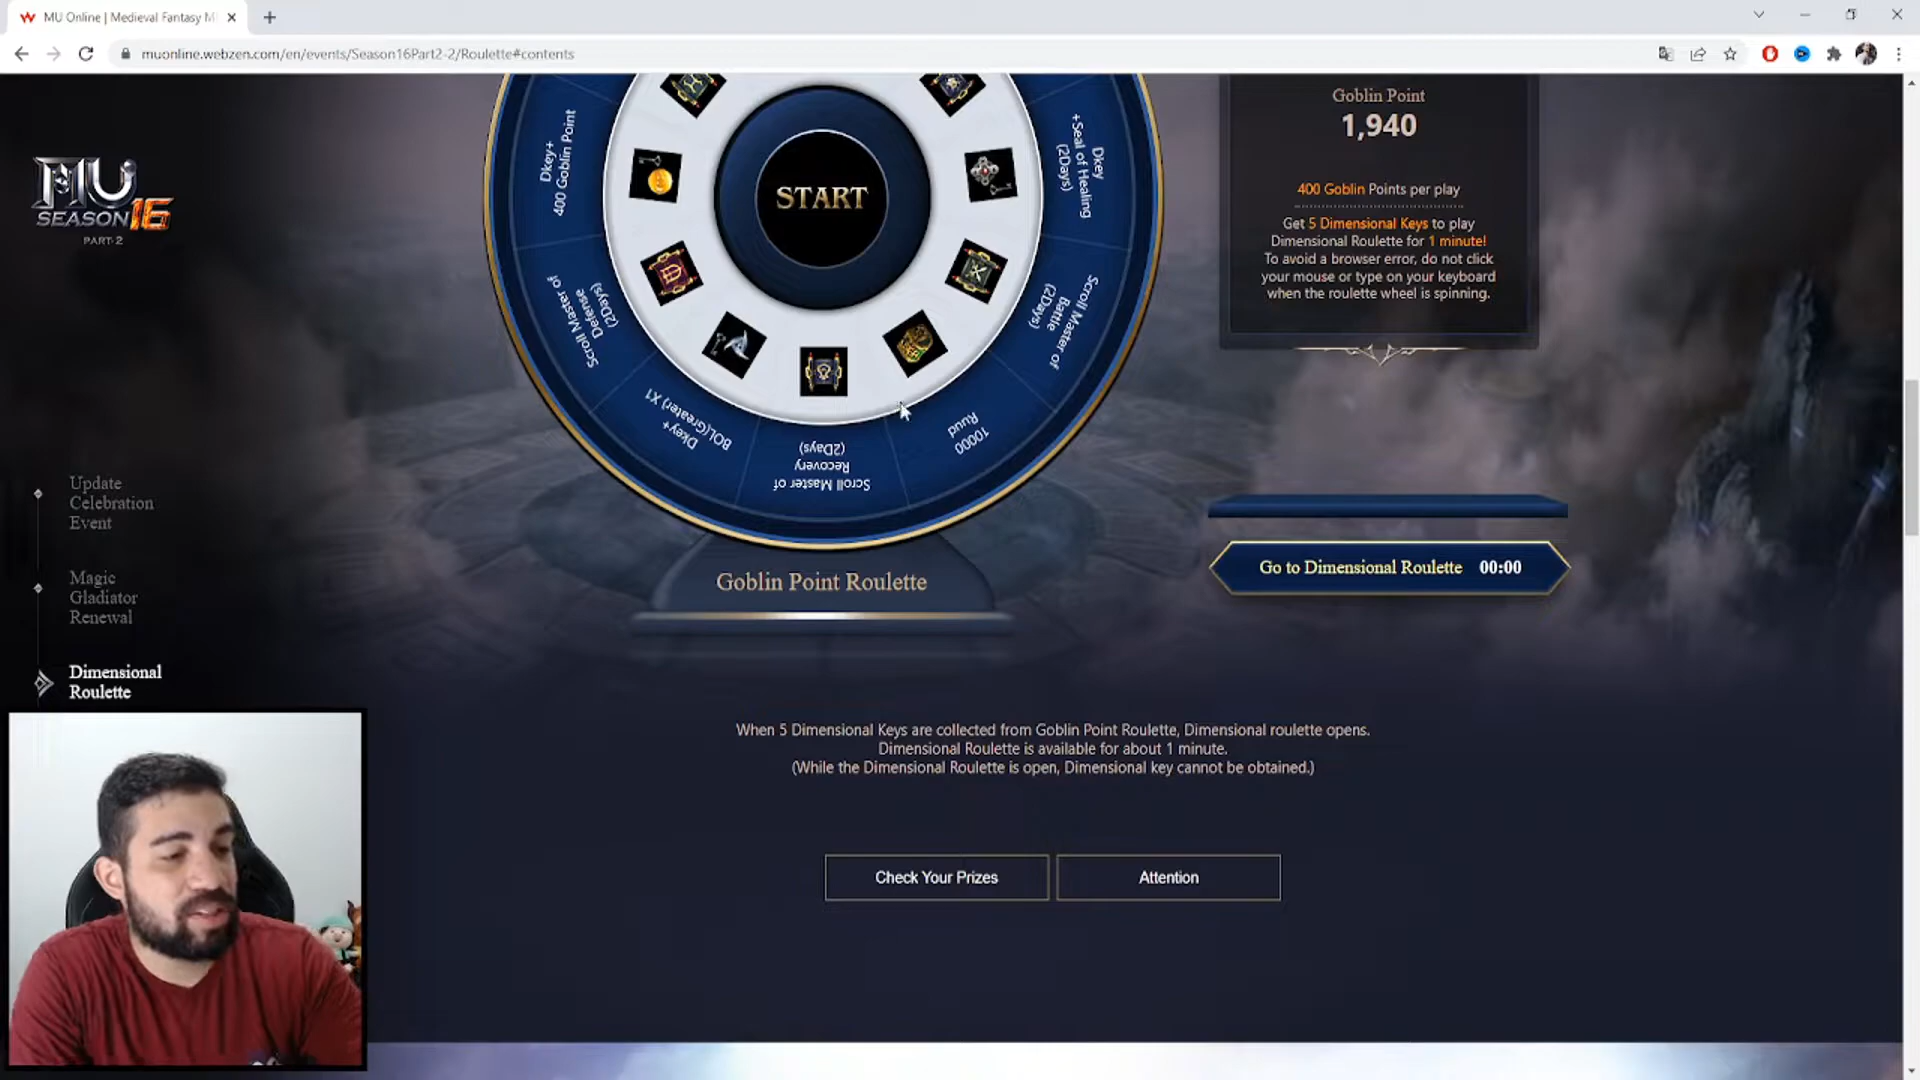 MU Online | Medieval Fantasy M
muonline.webzen.com/en/events/Season16Part2-2/Roulette#contents
MU
SEASON 16
PART-2
Update
Celebration
Event
Magic
Gladiator
Renewal
Dimensional
Roulette
START
Dkey+
400 Goblin Point
Dkey
+Seal of Healing
(2Days)
Scroll Master of
Defense
(2Days)
Scroll Master of
Battle
(2Days)
Dkey+
BOL(Greater) X1
Scroll Master of
Recovery
(2Days)
10000
Ruud
Goblin Point Roulette
Goblin Point
1,940
400 Goblin Points per play
Get 5 Dimensional Keys to play
Dimensional Roulette for 1 minute!
To avoid a browser error, do not click
your mouse or type on your keyboard
when the roulette wheel is spinning.
Go to Dimensional Roulette 00:00
When 5 Dimensional Keys are collected from Goblin Point Roulette, Dimensional roulette opens.
Dimensional Roulette is available for about 1 minute.
(While the Dimensional Roulette is open, Dimensional key cannot be obtained.)
Check Your Prizes
Attention